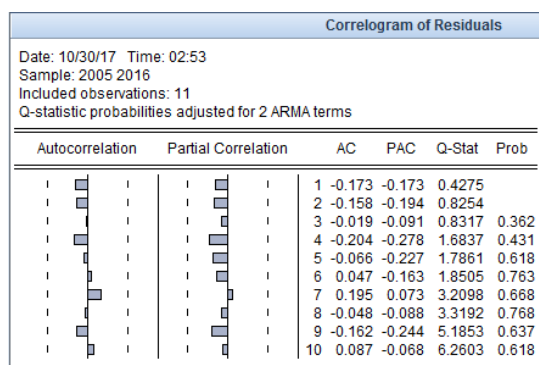 Correlogram of Residuals
Date: 10/30/17 Time: 02:53
Sample: 2005 2016
Included observations: 11
Q-statistic probabilities adjusted for 2 ARMA terms
Autocorrelation Partial Correlation AC PAC Q-Stat Prob
1 -0.173 -0.173 0.4275
2 -0.158 -0.194 0.8254
3 -0.019 -0.091 0.8317 0.362
4 -0.204 -0.278 1.6837 0.431
5 -0.066 -0.227 1.7861 0.618
6 0.047 -0.163 1.8505 0.763
7 0.195 0.073 3.2098 0.668
8 -0.048 -0.088 3.3192 0.768
9 -0.162 -0.244 5.1853 0.637
10 0.087 -0.068 6.2603 0.618